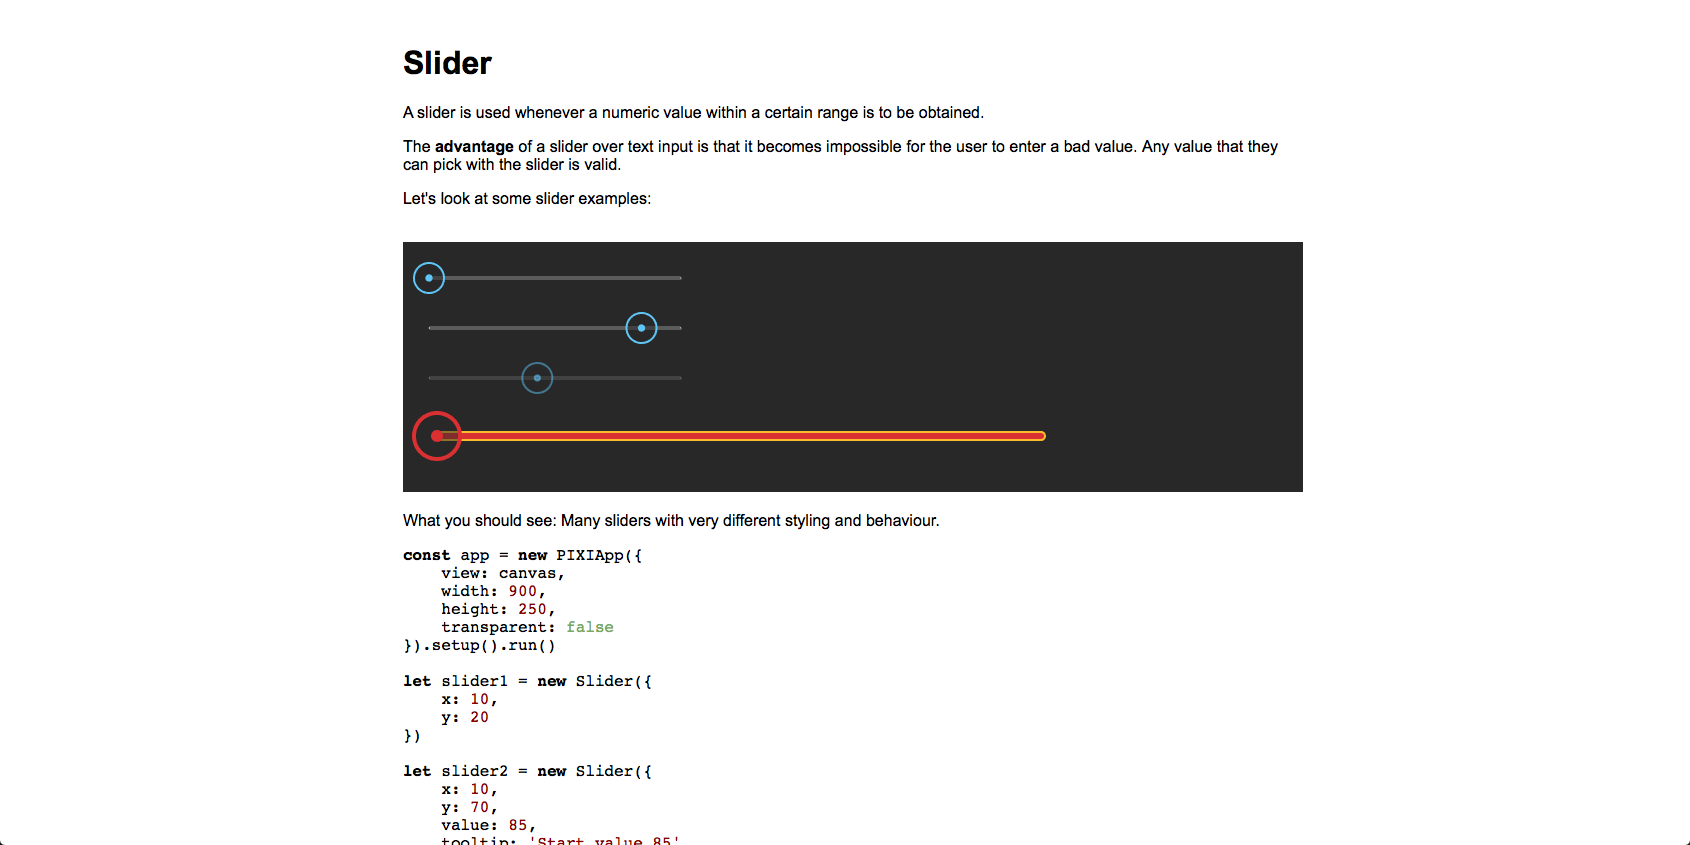 Slider
A slider is used whenever a numeric value within a certain range is to be obtained.
The advantage of a slider over text input is that it becomes impossible for the user to enter a bad value. Any value that they
can pick with the slider is valid.
Let's look at some slider examples:
What you should see: Many sliders with very different styling and behaviour.
const app = new PIXIApp({
    view: canvas,
    width: 900,
    height: 250,
    transparent: false
}).setup().run()
let slider1 = new Slider({
    x: 10,
    y: 20
})
let slider2 = new Slider({
    x: 10,
    y: 70,
    value: 85,
    tooltip: 'Start value 85'